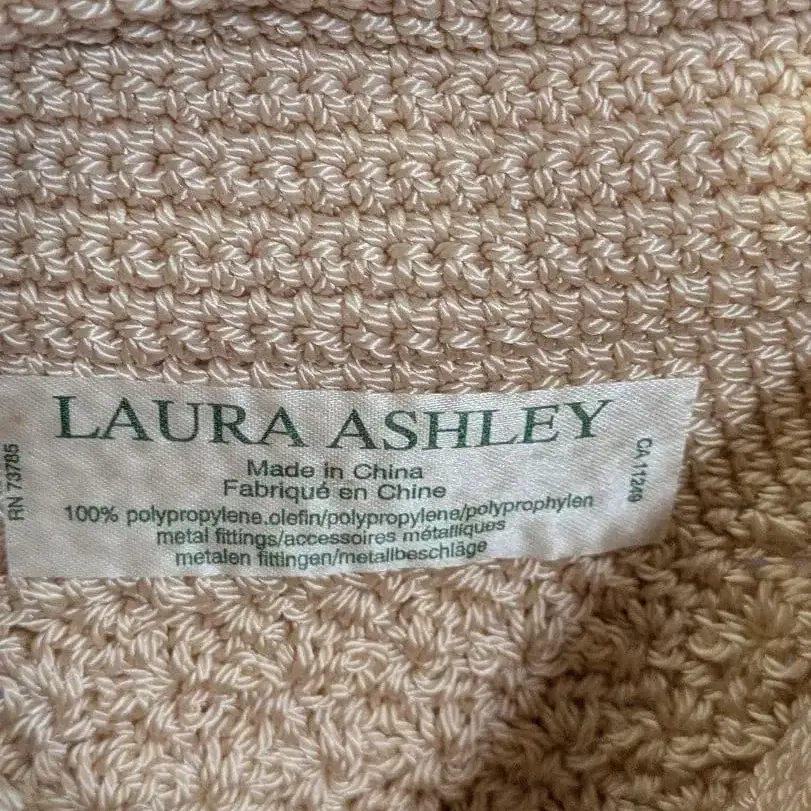 LAURA ASHLEY
Made in China
Fabriqué en Chine
100% polypropylene.olefin/polypropylena/polyprophylen
metal fittings/accessoires métalliques
metalen fittingen/metallbeschläge
RN 73785
CA 11249